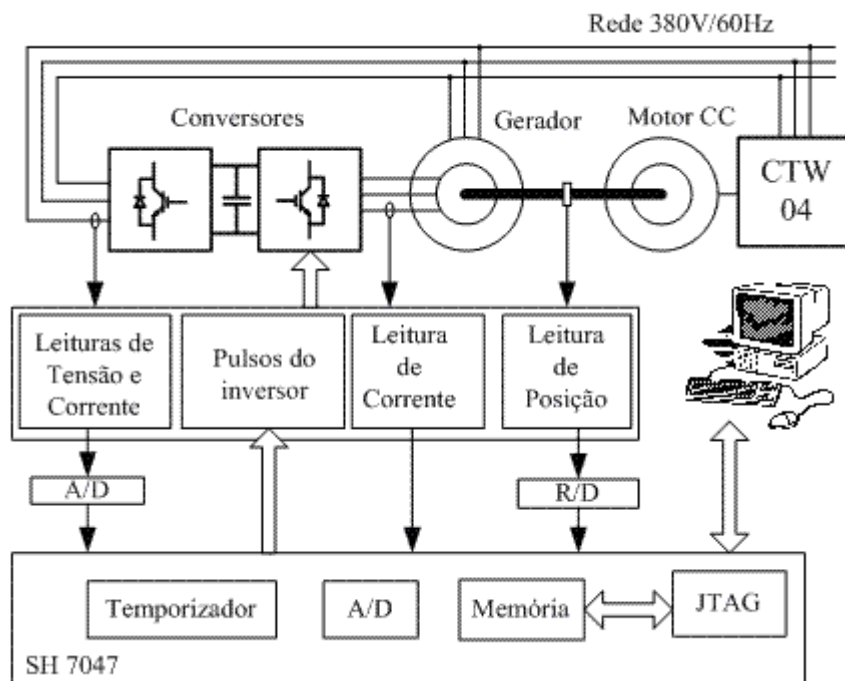 Rede 380V/60Hz
Conversores
Gerador
Motor CC
CTW
04
Leituras de
Tensão e
Corrente
Pulsos do
inversor
Leitura
de
Corrente
Leitura
de
Posição
A/D
R/D
Temporizador
A/D
Memória
JTAG
SH 7047